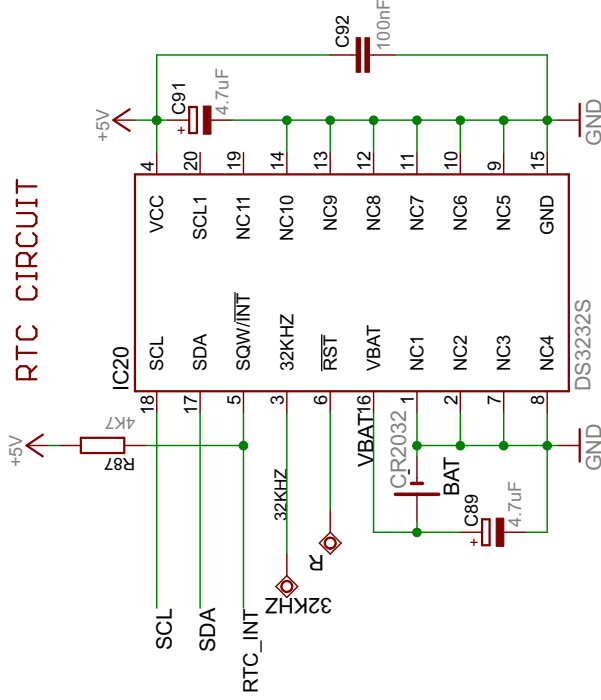 RTC CIRCUIT
+5V
C91
4.7uF
C92
100nF
GND
4
20
19
14
13
12
11
10
9
15
VCC
SCL1
NC11
NC10
NC9
NC8
NC7
NC6
NC5
GND
IC20
SCL
SDA
SQW/INT
32KHZ
RST
VBAT
NC1
NC2
NC3
NC4
DS3232S
18
17
5
3
6
16
1
2
7
8
+5V
R87
4K7
VBAT
CR2032
-
BAT
C89
+
4.7uF
GND
32KHZ
R
32KHZ
SCL
SDA
RTC_INT
+